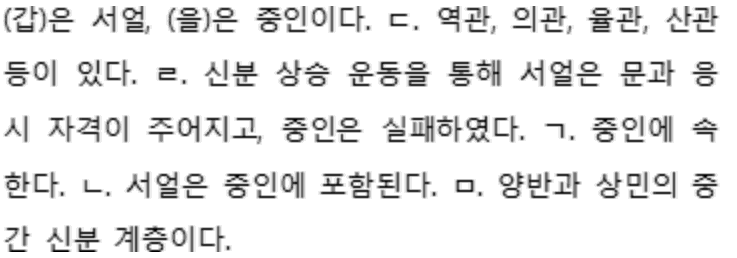 (갑)은 서얼, (을)은 중인이다. ㄷ. 역관, 의관, 율관, 산관
등이 있다. ㄹ. 신분 상승 운동을 통해 서얼은 문과 응
시 자격이 주어지고, 중인은 실패하였다. ㄱ. 중인에 속
한다. ㄴ. 서얼은 중인에 포함된다. ㅁ. 양반과 상민의 중
간 신분 계층이다.